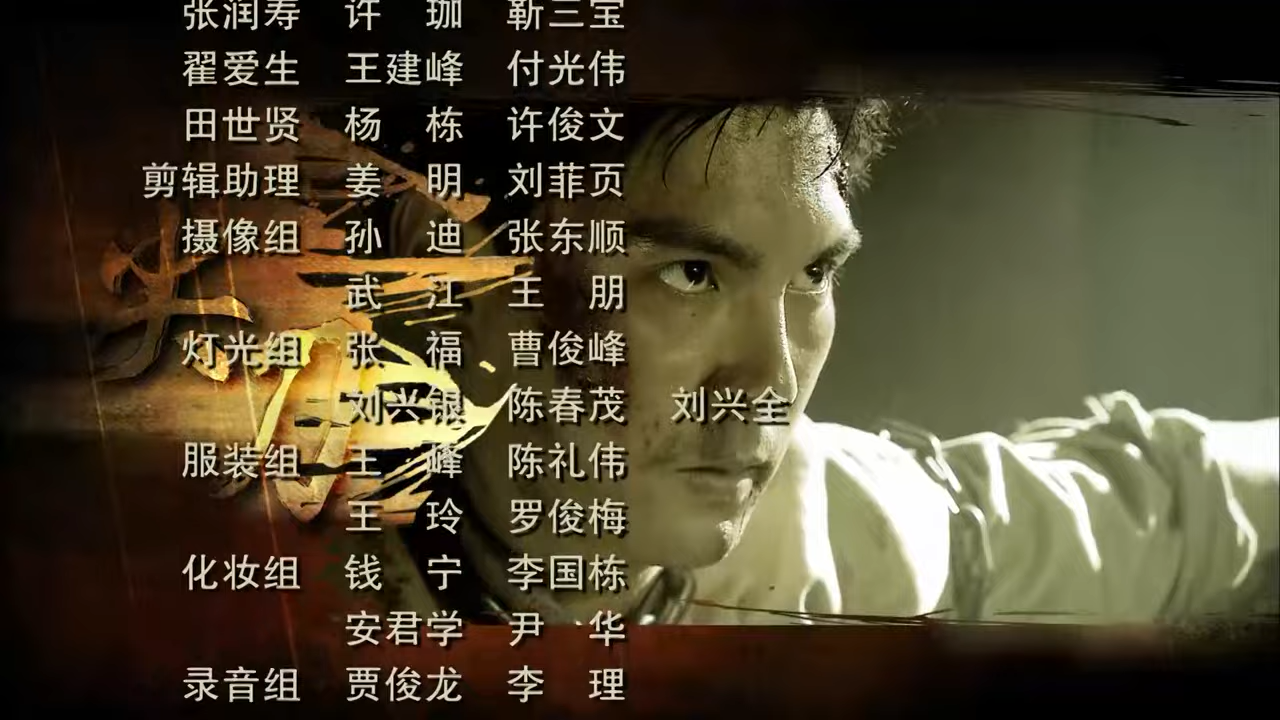 张润寿 许珈 靳三宝
翟爱生 王建峰 付光伟
田世贤 杨栋 许俊文
剪辑助理 姜明 刘菲页
摄像组 孙迪 张东顺
武江 王朋
灯光组 张福 曹俊峰
刘兴银 陈春茂 刘兴全
服装组 王峰 陈礼伟
王玲 罗俊梅
化妆组 钱宁 李国栋
安君学 尹华
录音组 贾俊龙 李理